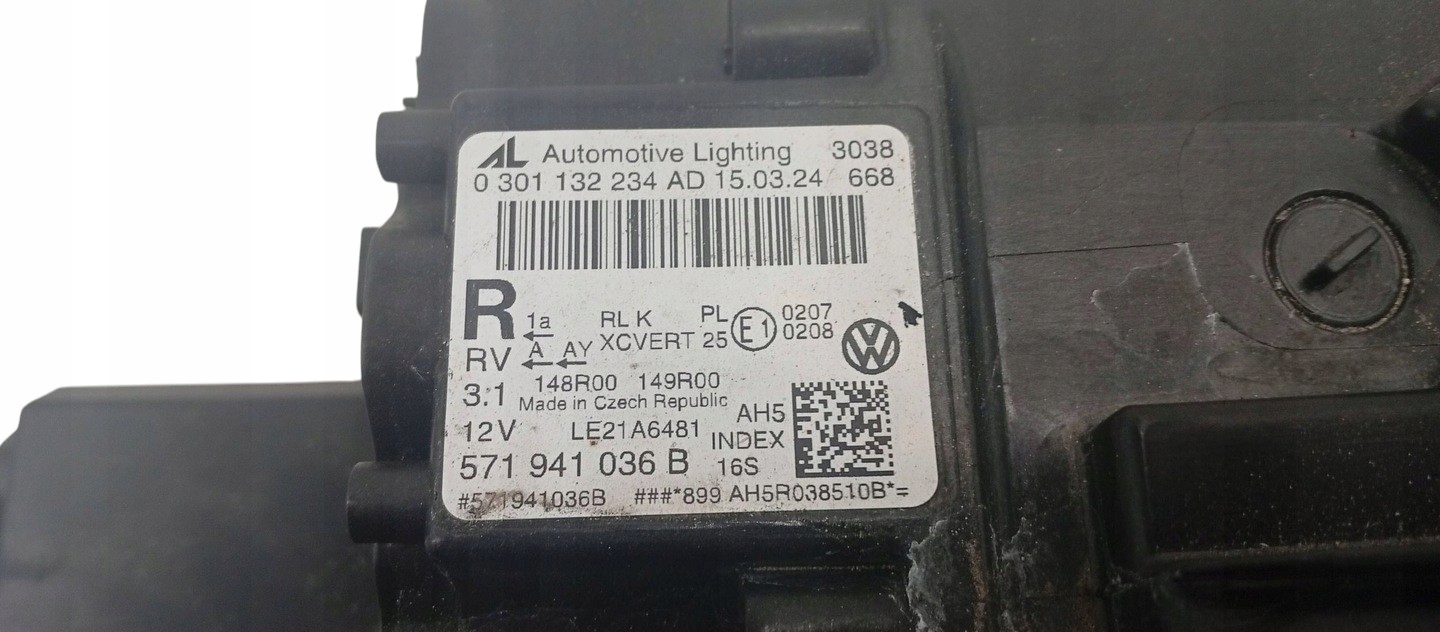 AL Automotive Lighting 3038
0 301 132 234 AD 15.03.24 668
R 1a RL K PL E1 0207
XCVERT 25 0208
RV A AY
3.1 148R00 149R00
Made in Czech Republic
12V LE21A6481 AH5
INDEX
571 941 036 B 16S
#571941036B ###*899 AH5R038510B*=